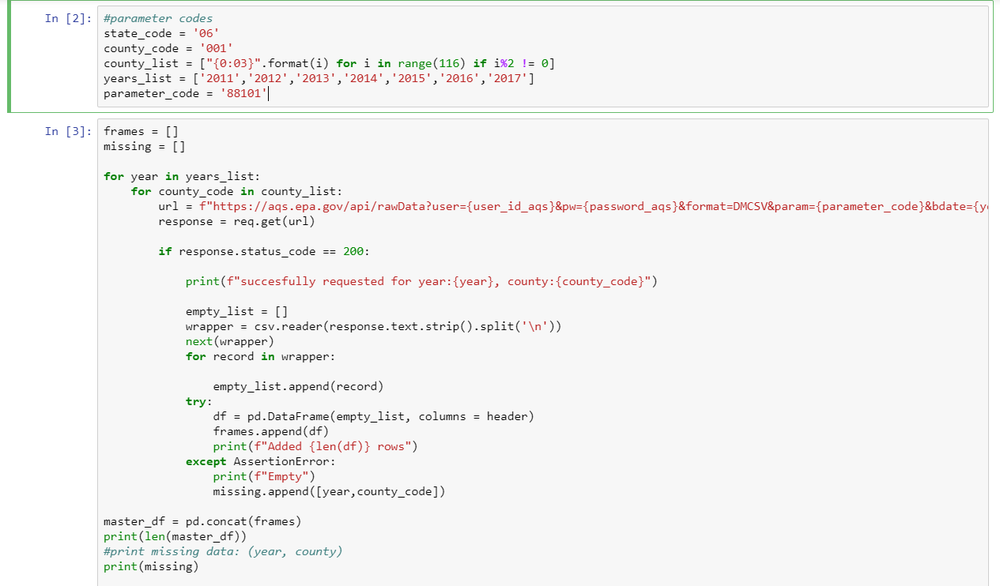 In [2]:
#parameter codes
state_code = '06'
county_code = '001'
county_list = ["{0:03}".format(i) for i in range(116) if i%2 != 0]
years_list = ['2011','2012','2013','2014','2015','2016','2017']
parameter_code = '88101'
In [3]:
frames = []
missing = []
for year in years_list:
    for county_code in county_list:
        url = f"https://aqs.epa.gov/api/rawData?user={user_id_aqs}&pw={password_aqs}&format=DMCSV&param={parameter_code}&bdate={y
        response = req.get(url)
        if response.status_code == 200:
            print(f"succesfully requested for year:{year}, county:{county_code}")
            empty_list = []
            wrapper = csv.reader(response.text.strip().split('\n'))
            next(wrapper)
            for record in wrapper:
                empty_list.append(record)
            try:
                df = pd.DataFrame(empty_list, columns = header)
                frames.append(df)
                print(f"Added {len(df)} rows")
            except AssertionError:
                print(f"Empty")
                missing.append([year,county_code])
master_df = pd.concat(frames)
print(len(master_df))
#print missing data: (year, county)
print(missing)